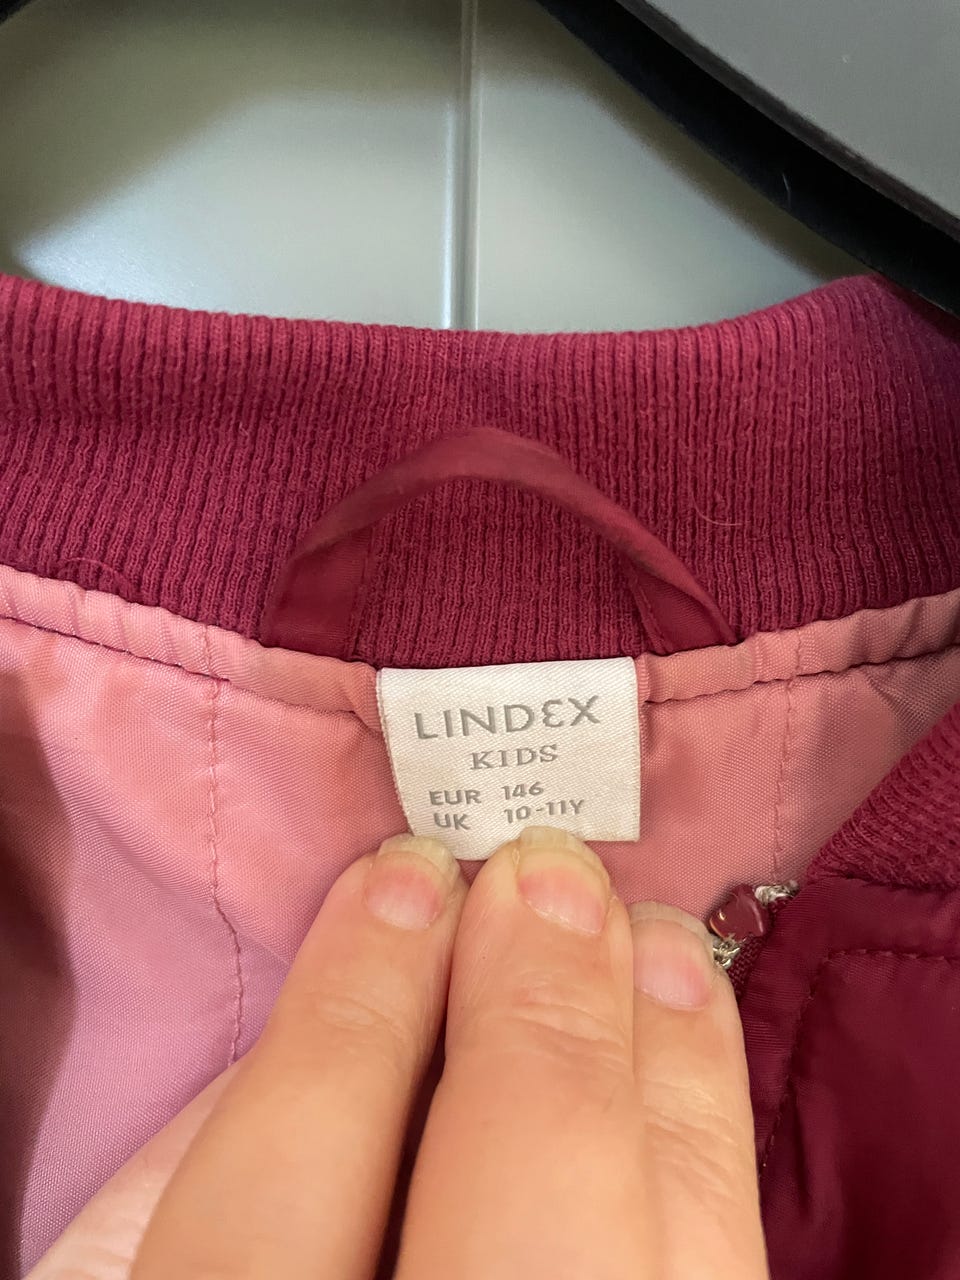 LINDEX
KIDS
EUR 146
UK 10-11Y